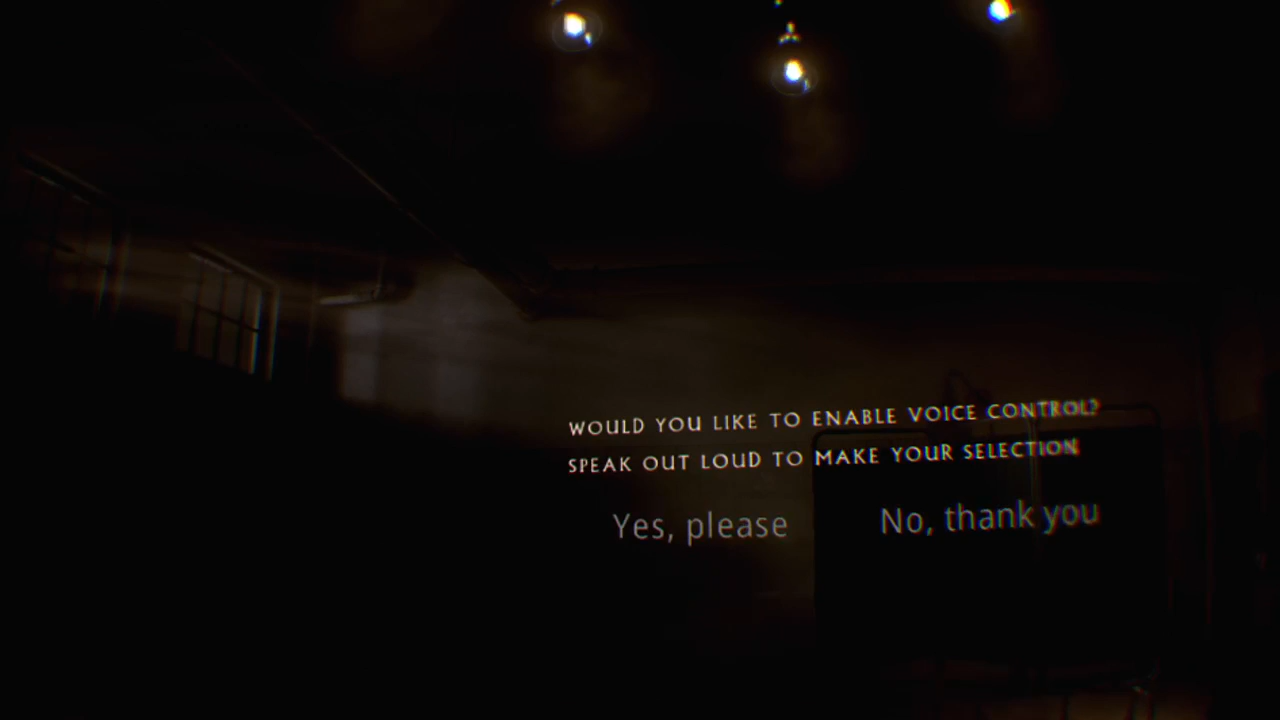 WOULD YOU LIKE TO ENABLE VOICE CONTROL?
SPEAK OUT LOUD TO MAKE YOUR SELECTION
Yes, please No, thank you